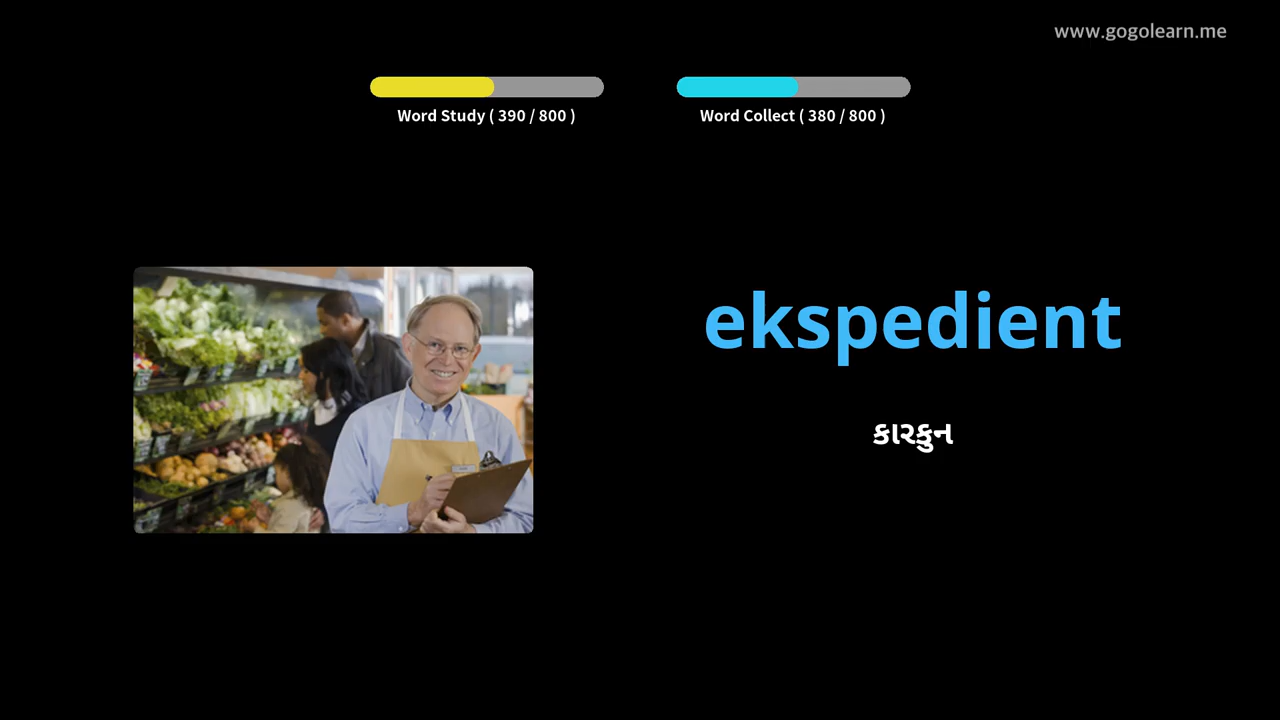 www.gogolearn.me
Word Study ( 390 / 800 )
Word Collect ( 380 / 800 )
ekspedient
કારકુન